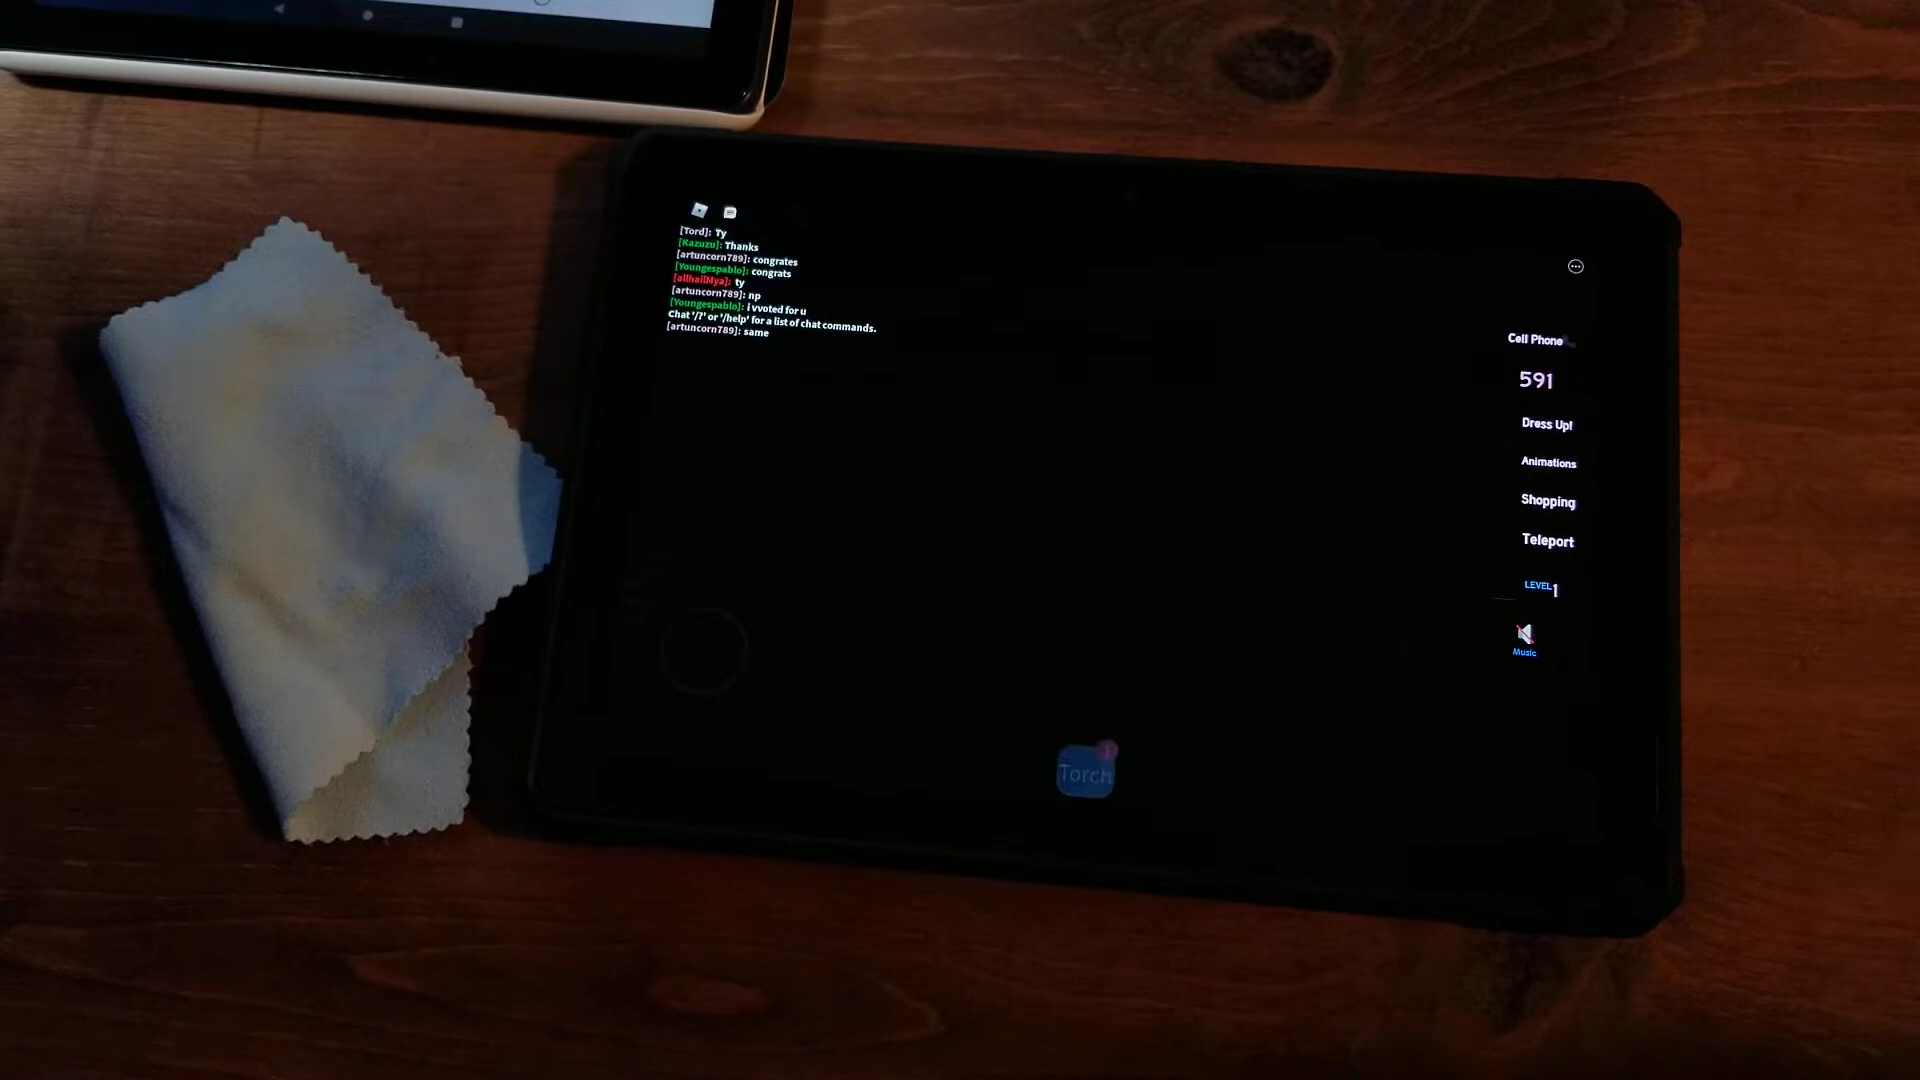 [Tord]: Ty
[Kazuzu]: Thanks
[artuncorn789]: congrates
[Youngespablo]: congrats
[allhailMya]: ty
[artuncorn789]: np
[Youngespablo]: i vvoted for u
Chat '/?' or '/help' for a list of chat commands.
[artuncorn789]: same
Cell Phone
591
Dress Up!
Animations
Shopping
Teleport
LEVEL 1
Music
Torch